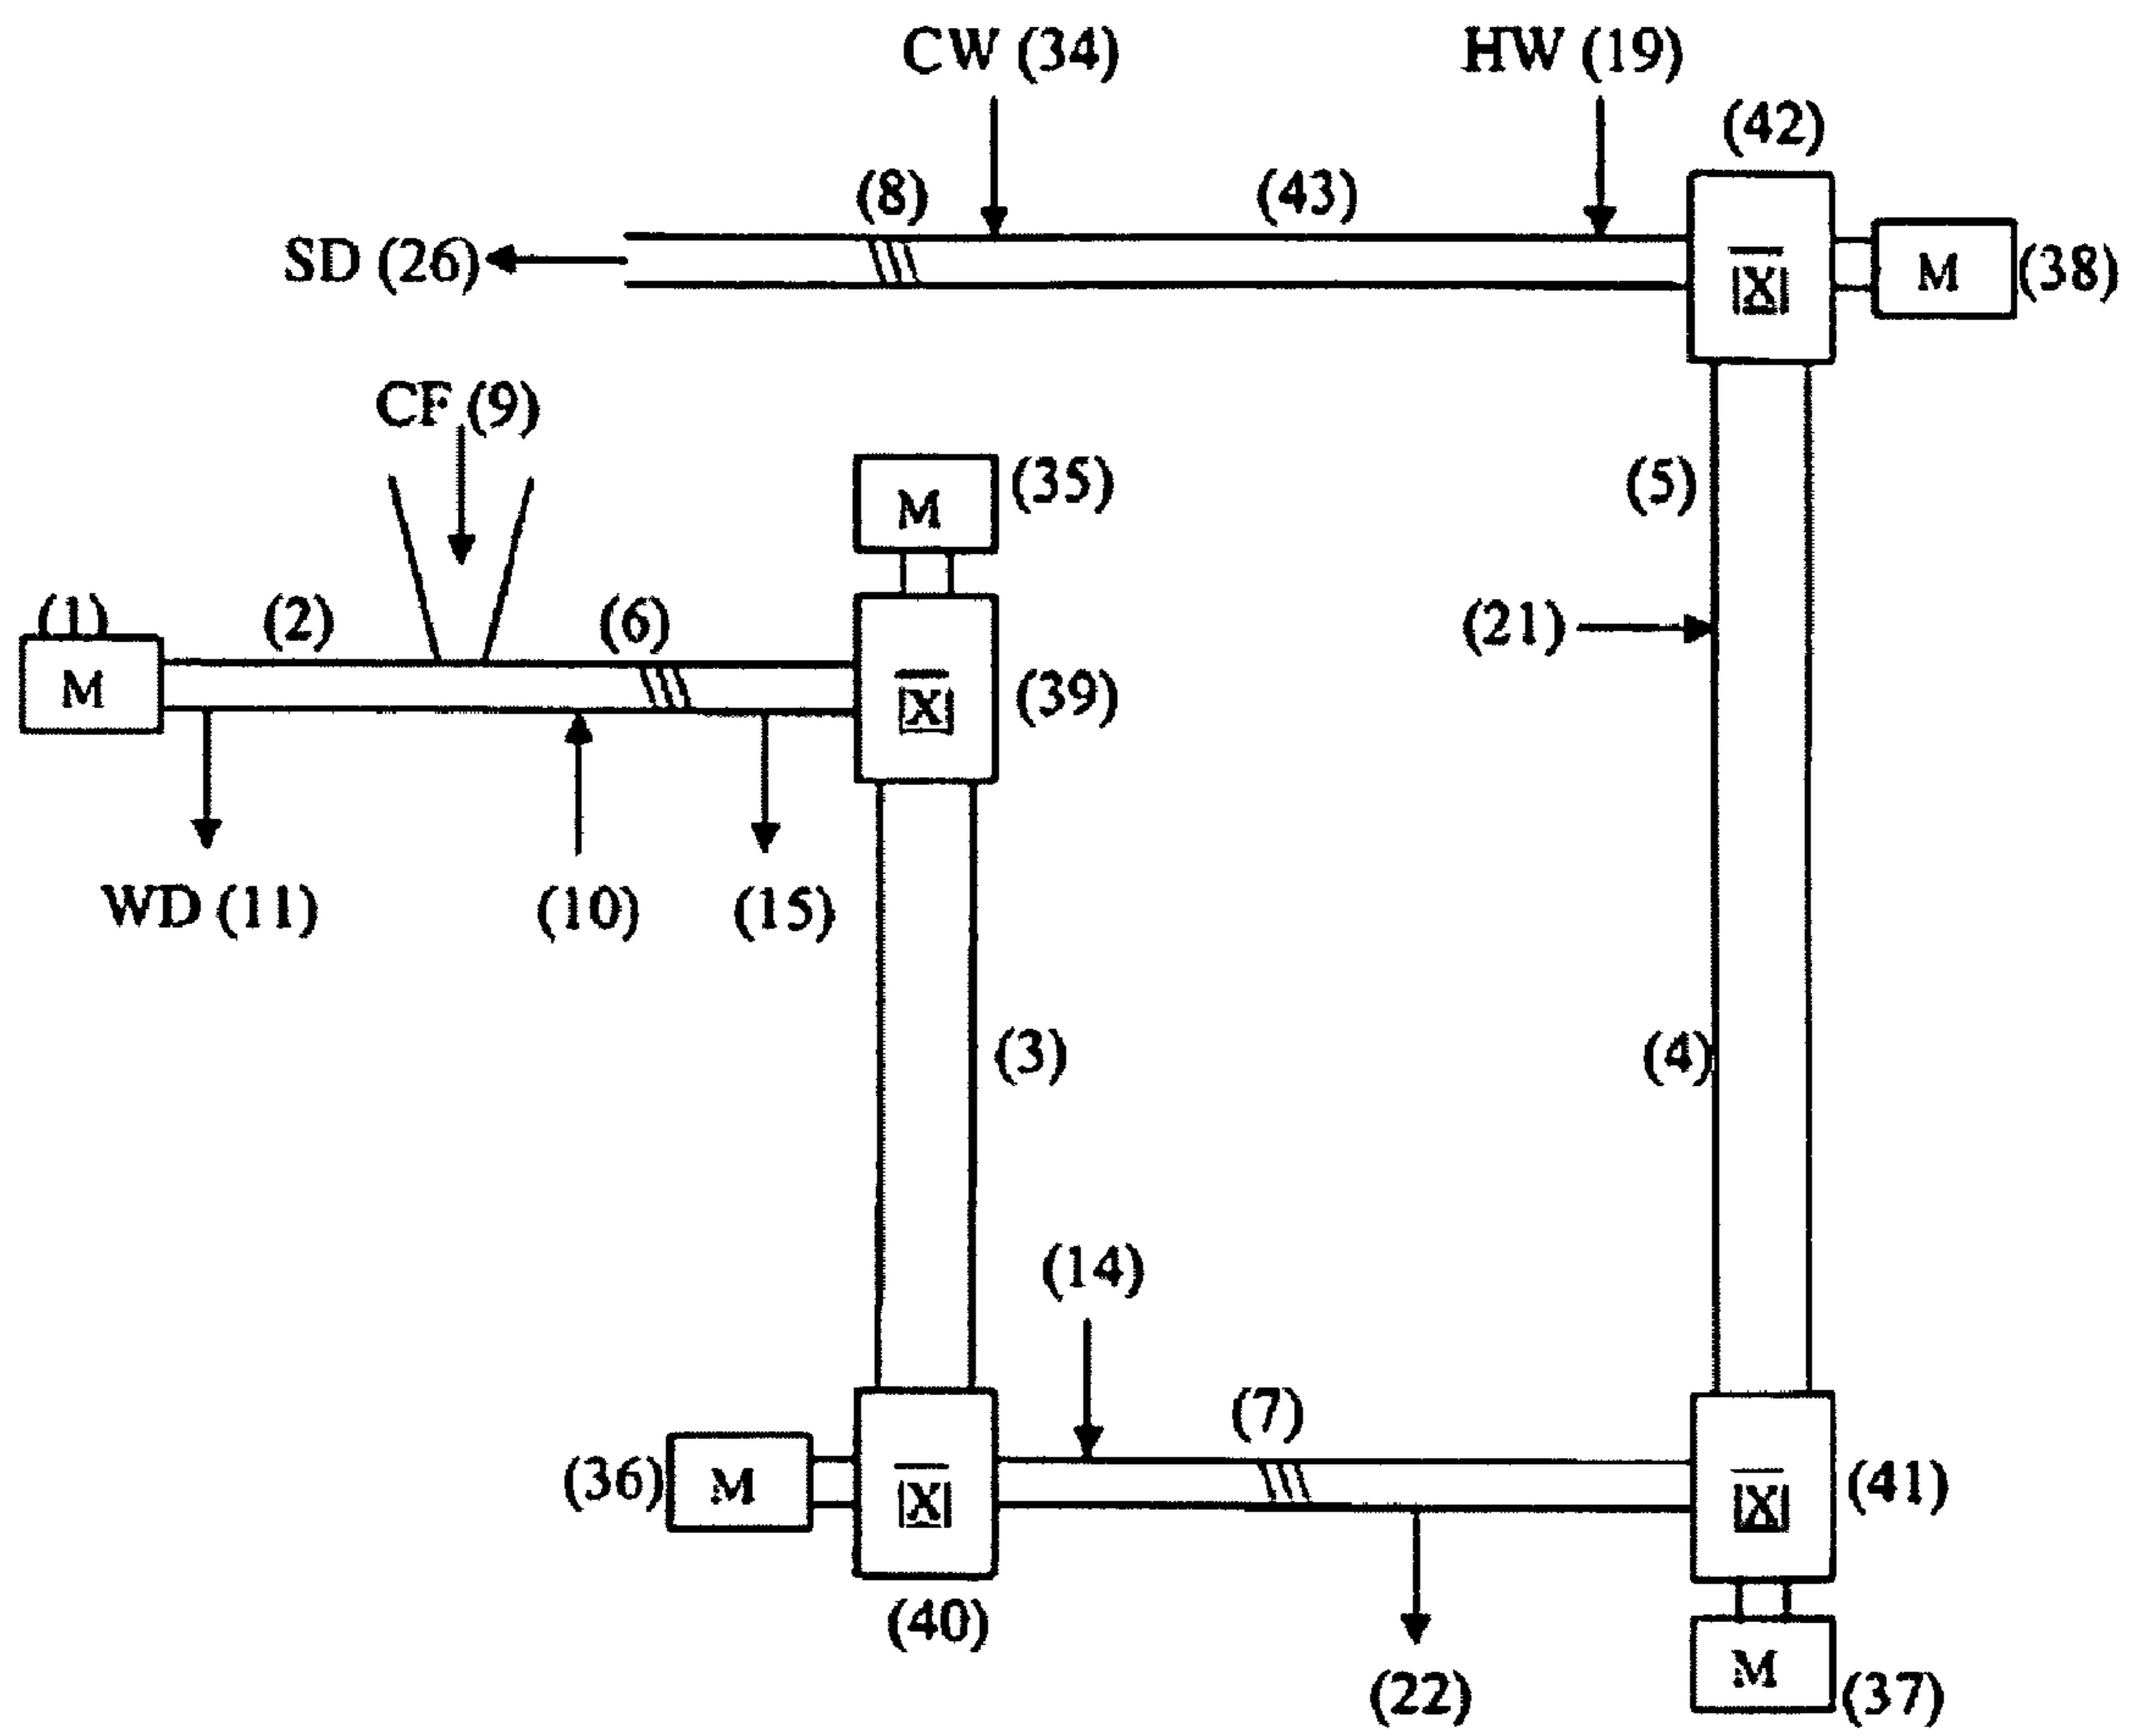 CW (34)
HW (19)
(42)
(8)
(43)
SD (26)
X
M
(38)
CF (9)
M
(35)
(5)
(1)
(2)
(6)
(21)
M
X
(39)
WD (11)
(10)
(15)
(3)
(4)
(14)
(7)
(36)
M
X
X
(41)
(40)
(22)
M
(37)